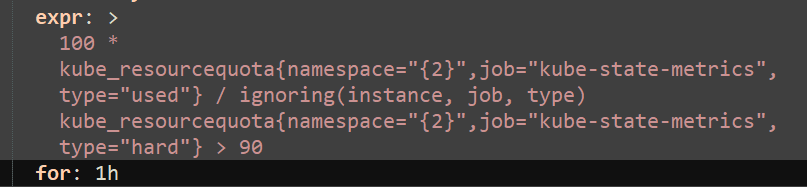 expr: >
100 *
kube_resourcequota{namespace="{2}",job="kube-state-metrics",
type="used"} / ignoring(instance, job, type)
kube_resourcequota{namespace="{2}",job="kube-state-metrics",
type="hard"} > 90
for: 1h